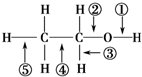 H H ② ①
H—C—C—O—H
⑤ ④ ③
H H